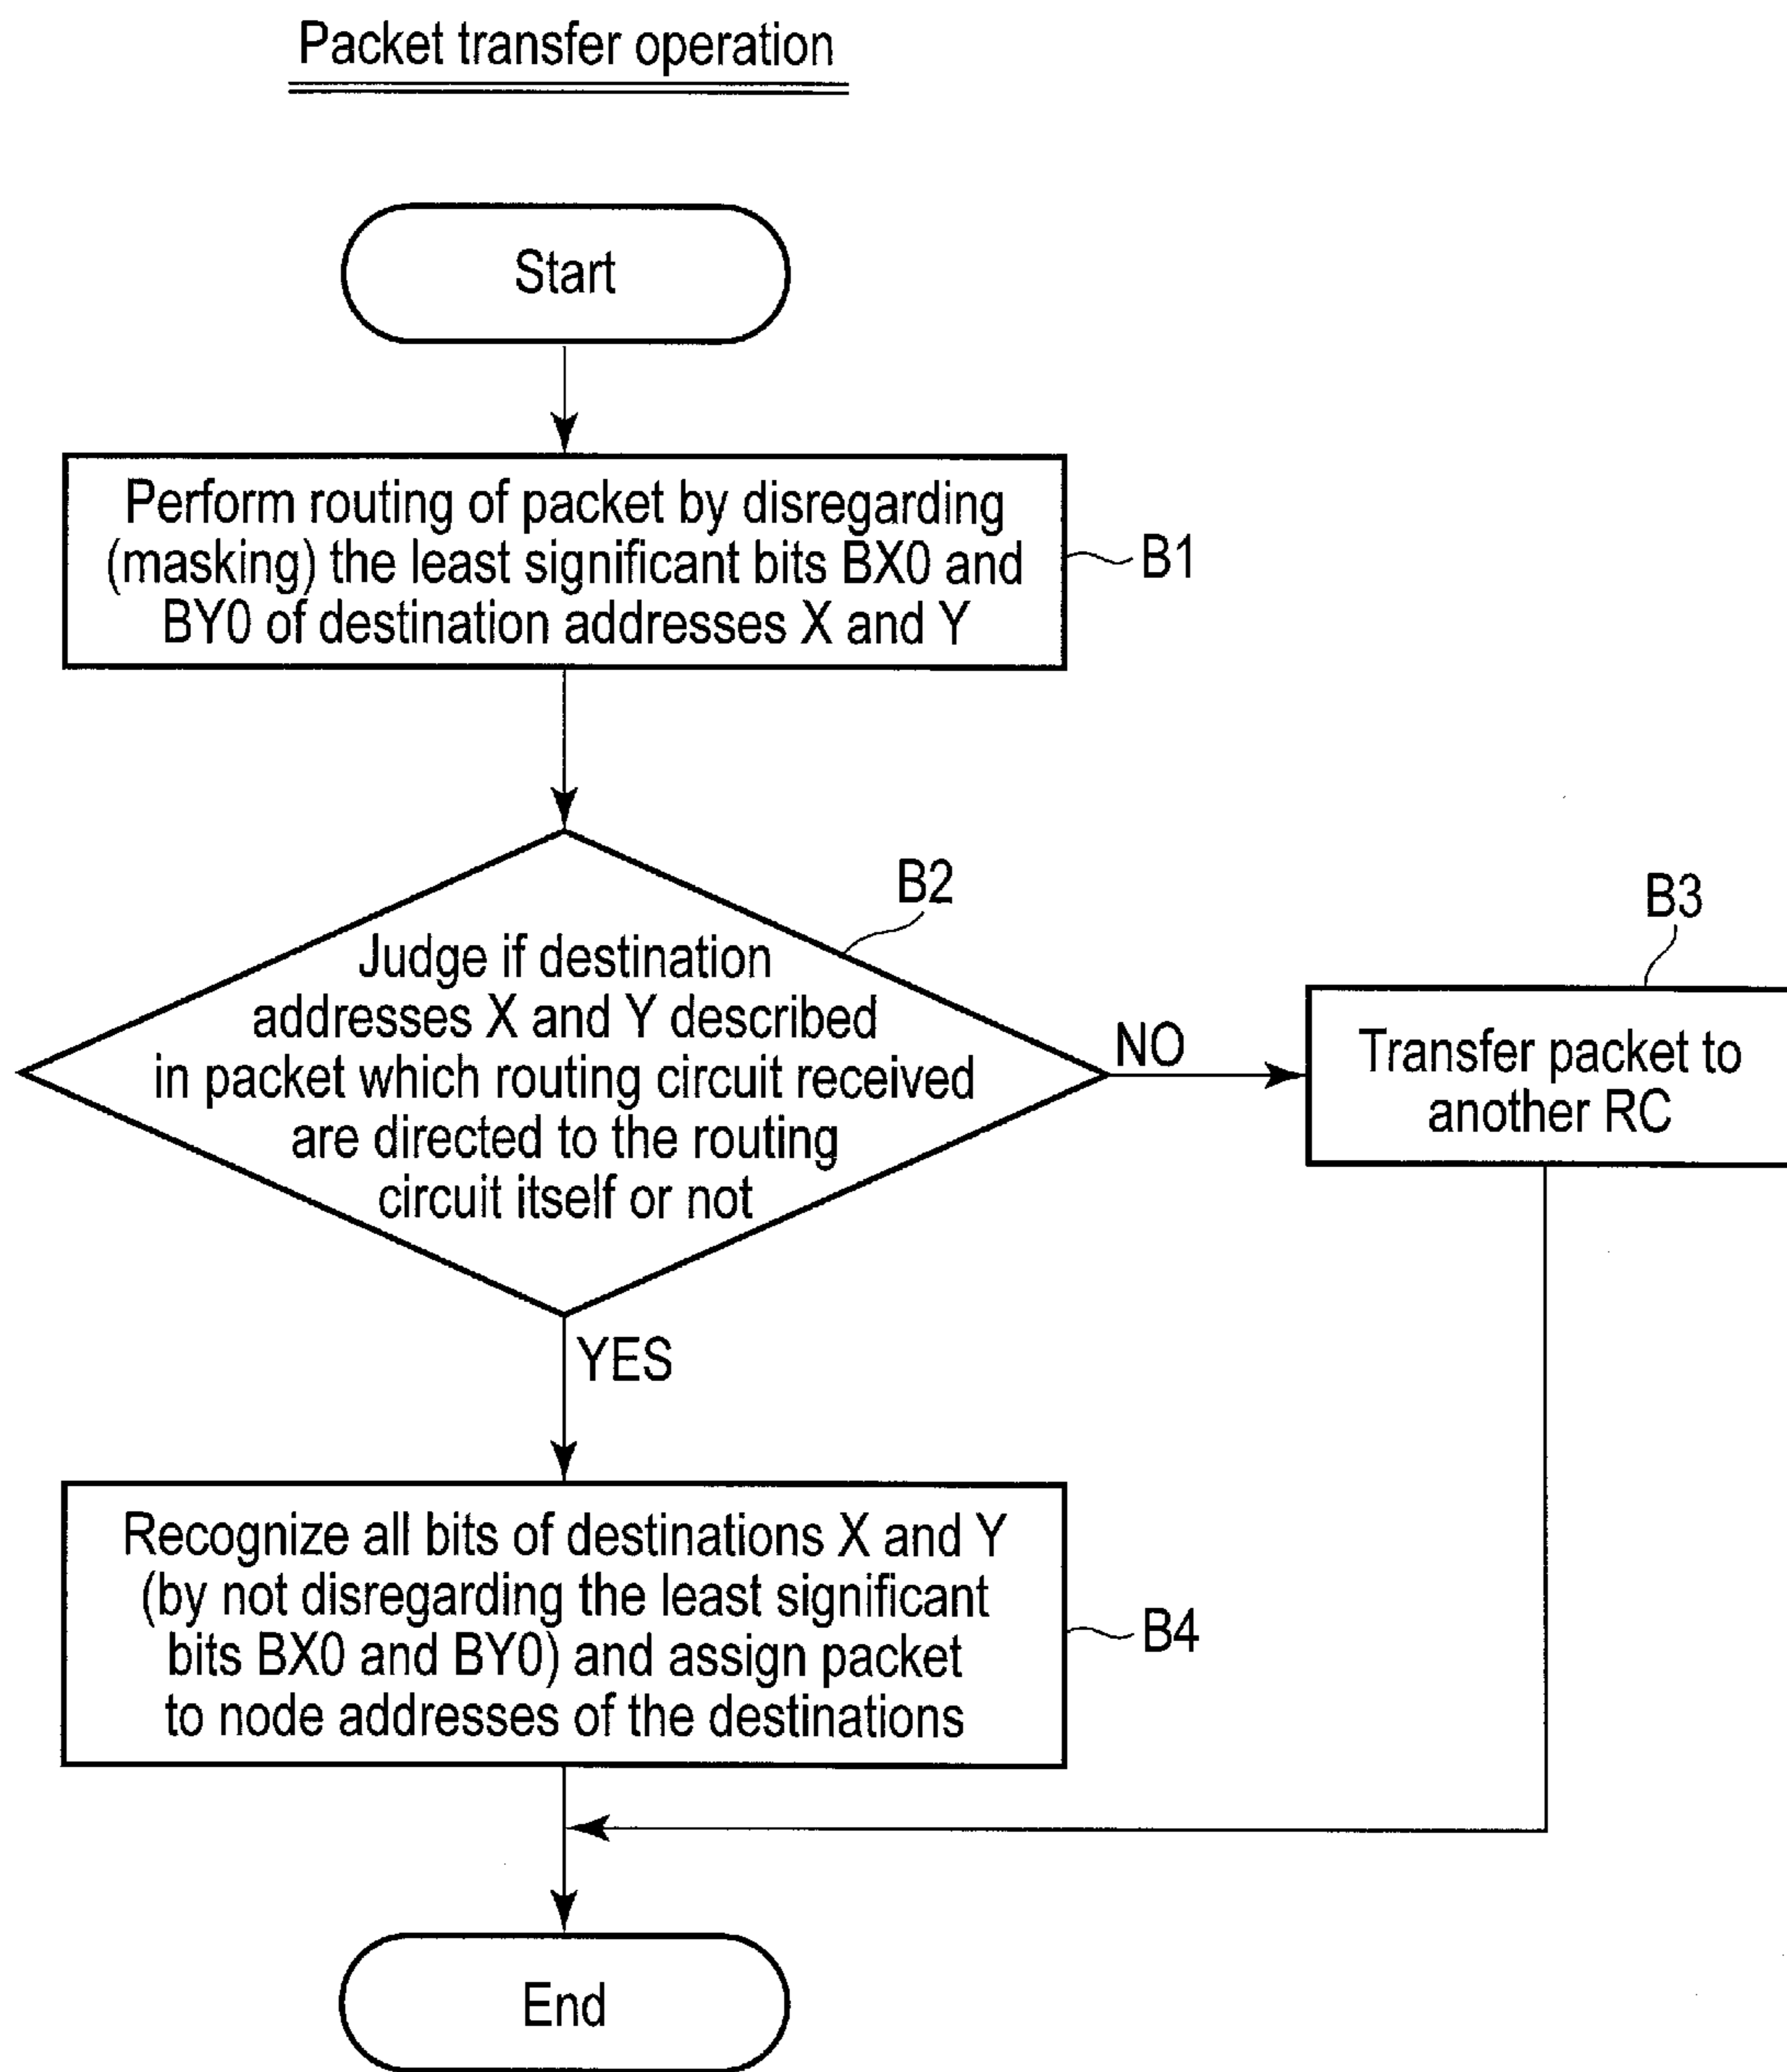 Packet transfer operation
Start
Perform routing of packet by disregarding
(masking) the least significant bits BX0 and
BY0 of destination addresses X and Y
B1
B2
Judge if destination
addresses X and Y described
in packet which routing circuit received
are directed to the routing
circuit itself or not
NO
B3
Transfer packet to
another RC
YES
Recognize all bits of destinations X and Y
(by not disregarding the least significant
bits BX0 and BY0) and assign packet
to node addresses of the destinations
B4
End